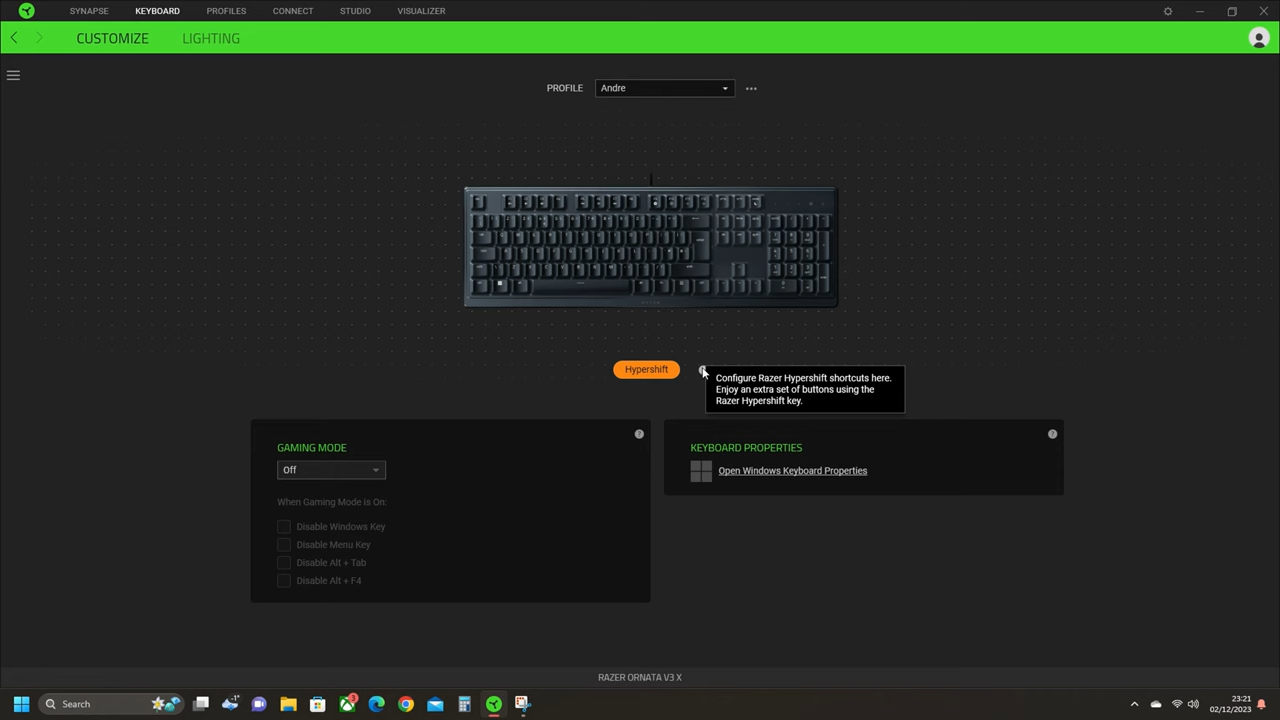 SYNAPSE KEYBOARD PROFILES CONNECT STUDIO VISUALIZER
CUSTOMIZE LIGHTING
PROFILE Andre
Hypershift
Configure Razer Hypershift shortcuts here.
Enjoy an extra set of buttons using the
Razer Hypershift key.
GAMING MODE ?
Off
When Gaming Mode is On:
Disable Windows Key
Disable Menu Key
Disable Alt + Tab
Disable Alt + F4
KEYBOARD PROPERTIES ?
Open Windows Keyboard Properties
RAZER ORNATA V3 X
Search
3
23:21
02/12/2023